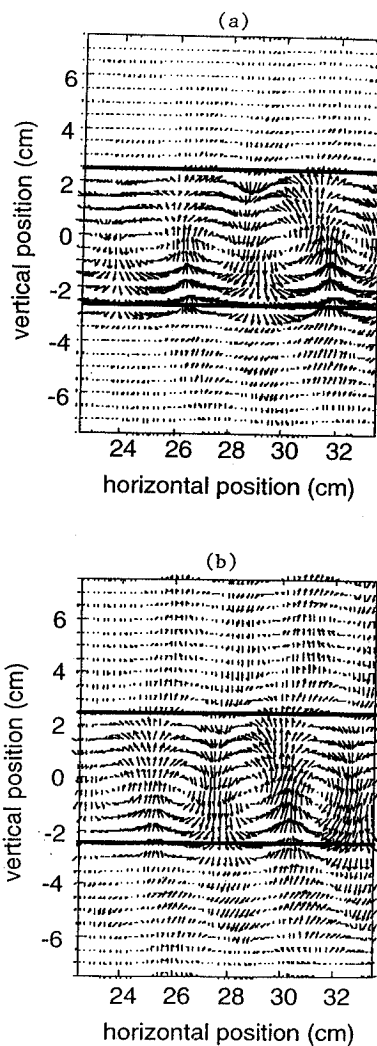 (a)
6
4
2
0
-2
-4
-6
vertical position (cm)
24 26 28 30 32
horizontal position (cm)
(b)
6
4
2
0
-2
-4
-6
vertical position (cm)
24 26 28 30 32
horizontal position (cm)